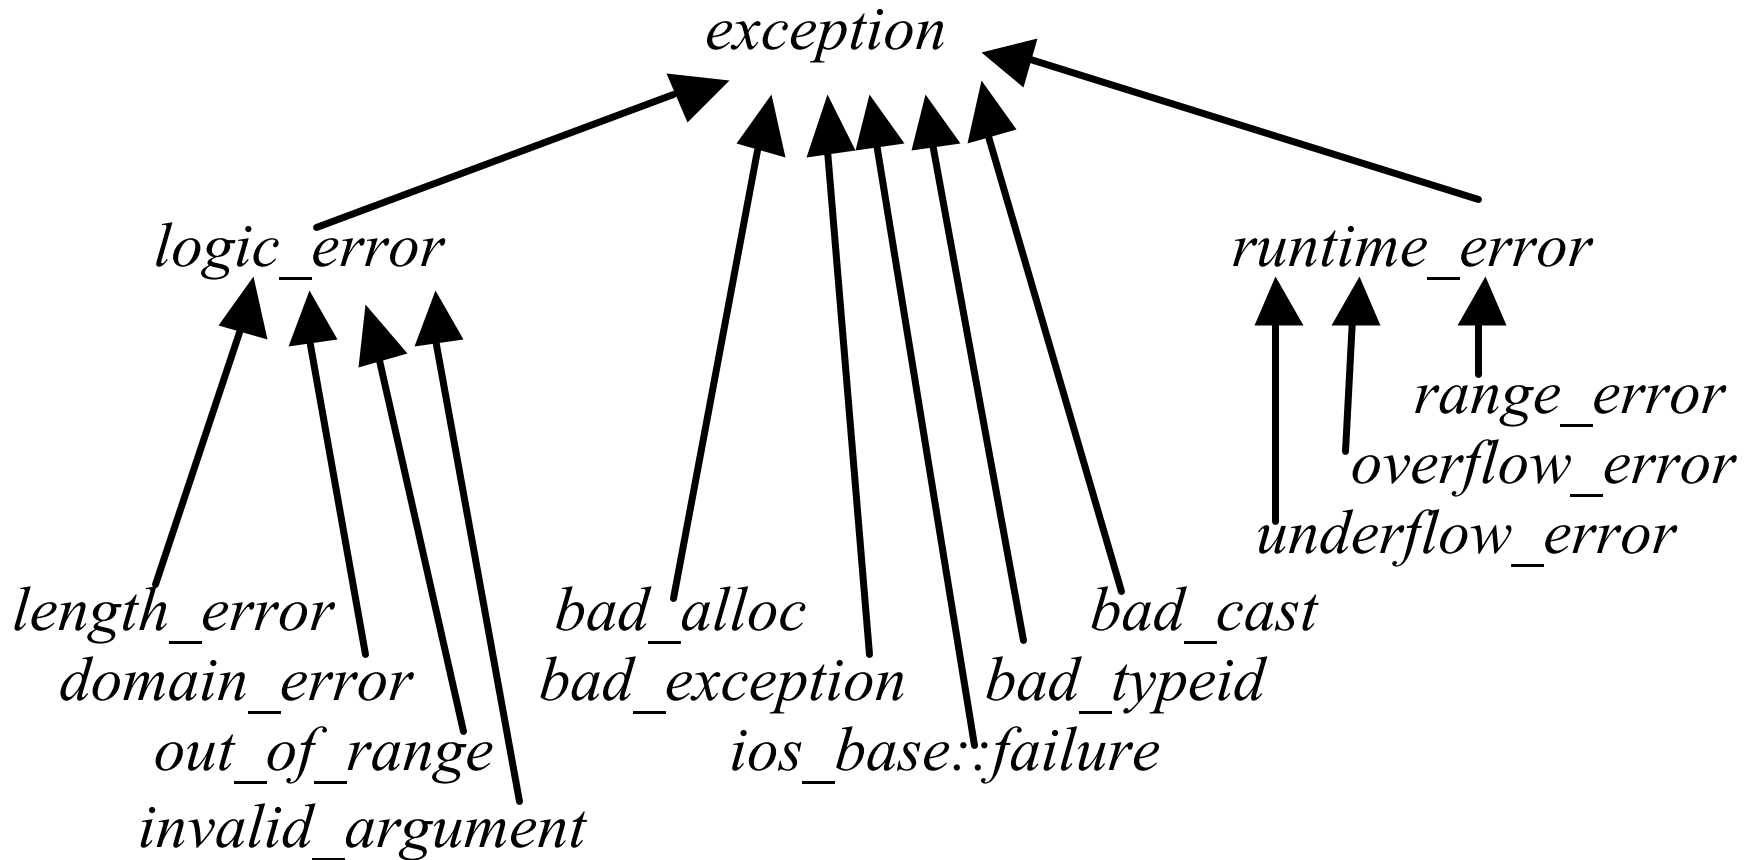 exception
logic_error
runtime_error
range_error
overflow_error
underflow_error
length_error
bad_alloc
bad_cast
domain_error
bad_exception
bad_typeid
out_of_range
ios_base::failure
invalid_argument